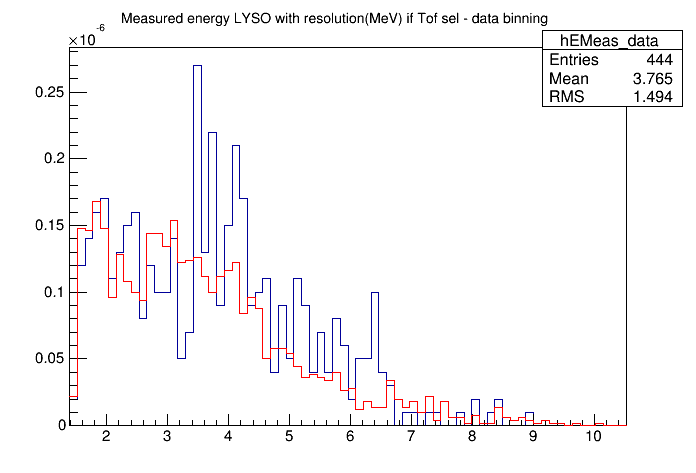 Measured energy LYSO with resolution(MeV) if Tof sel - data binning
×10^-6
hEMeas_data
Entries 444
Mean 3.765
RMS 1.494
0.25
0.2
0.15
0.1
0.05
0
2 3 4 5 6 7 8 9 10